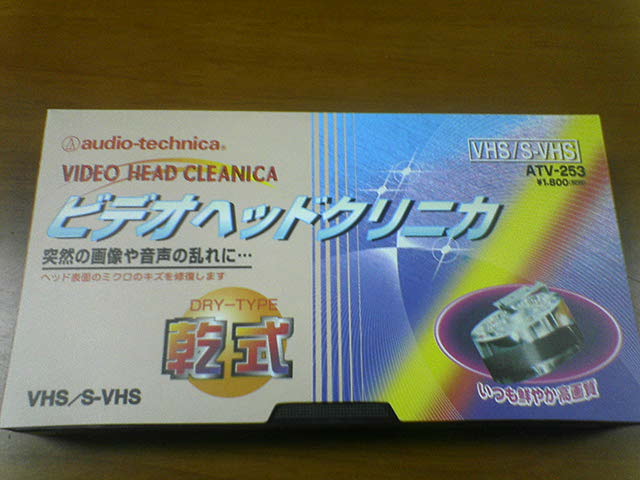 audio-technica®
VIDEO HEAD CLEANICA
ビデオヘッドクリニカ
突然の画像や音声の乱れに…
ヘッド表面のミクロのキズを修復します
DRY-TYPE
乾式
VHS/S-VHS
VHS/S-VHS
ATV-253
¥1,800
いつも鮮やか高画質